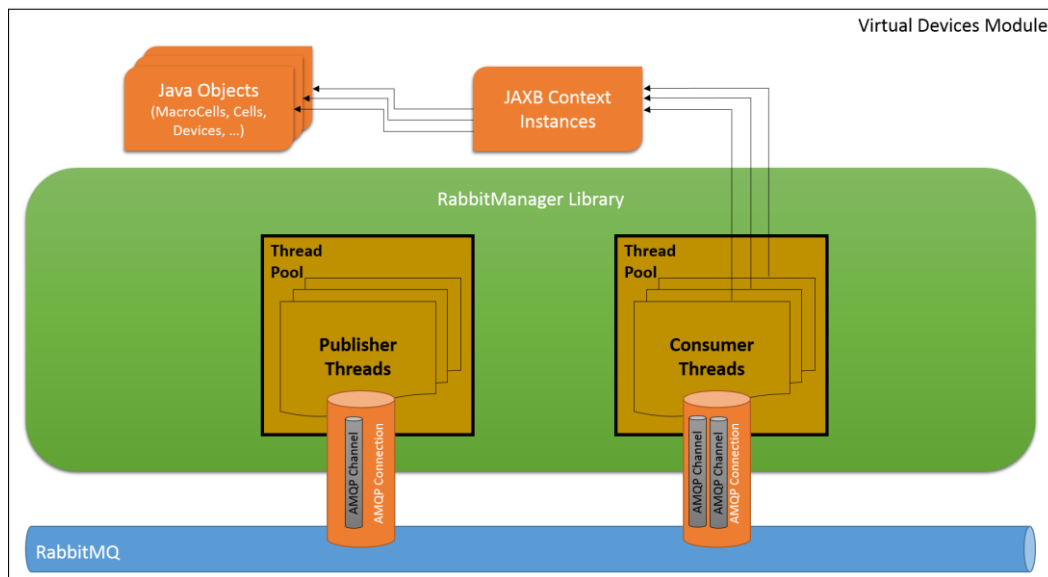 Virtual Devices Module
Java Objects
(MacroCells, Cells,
Devices, ...)
JAXB Context
Instances
RabbitManager Library
Thread
Pool
Publisher
Threads
Thread
Pool
Consumer
Threads
AMQP Channel
AMQP Connection
AMQP Channel
AMQP Channel
AMQP Connection
RabbitMQ